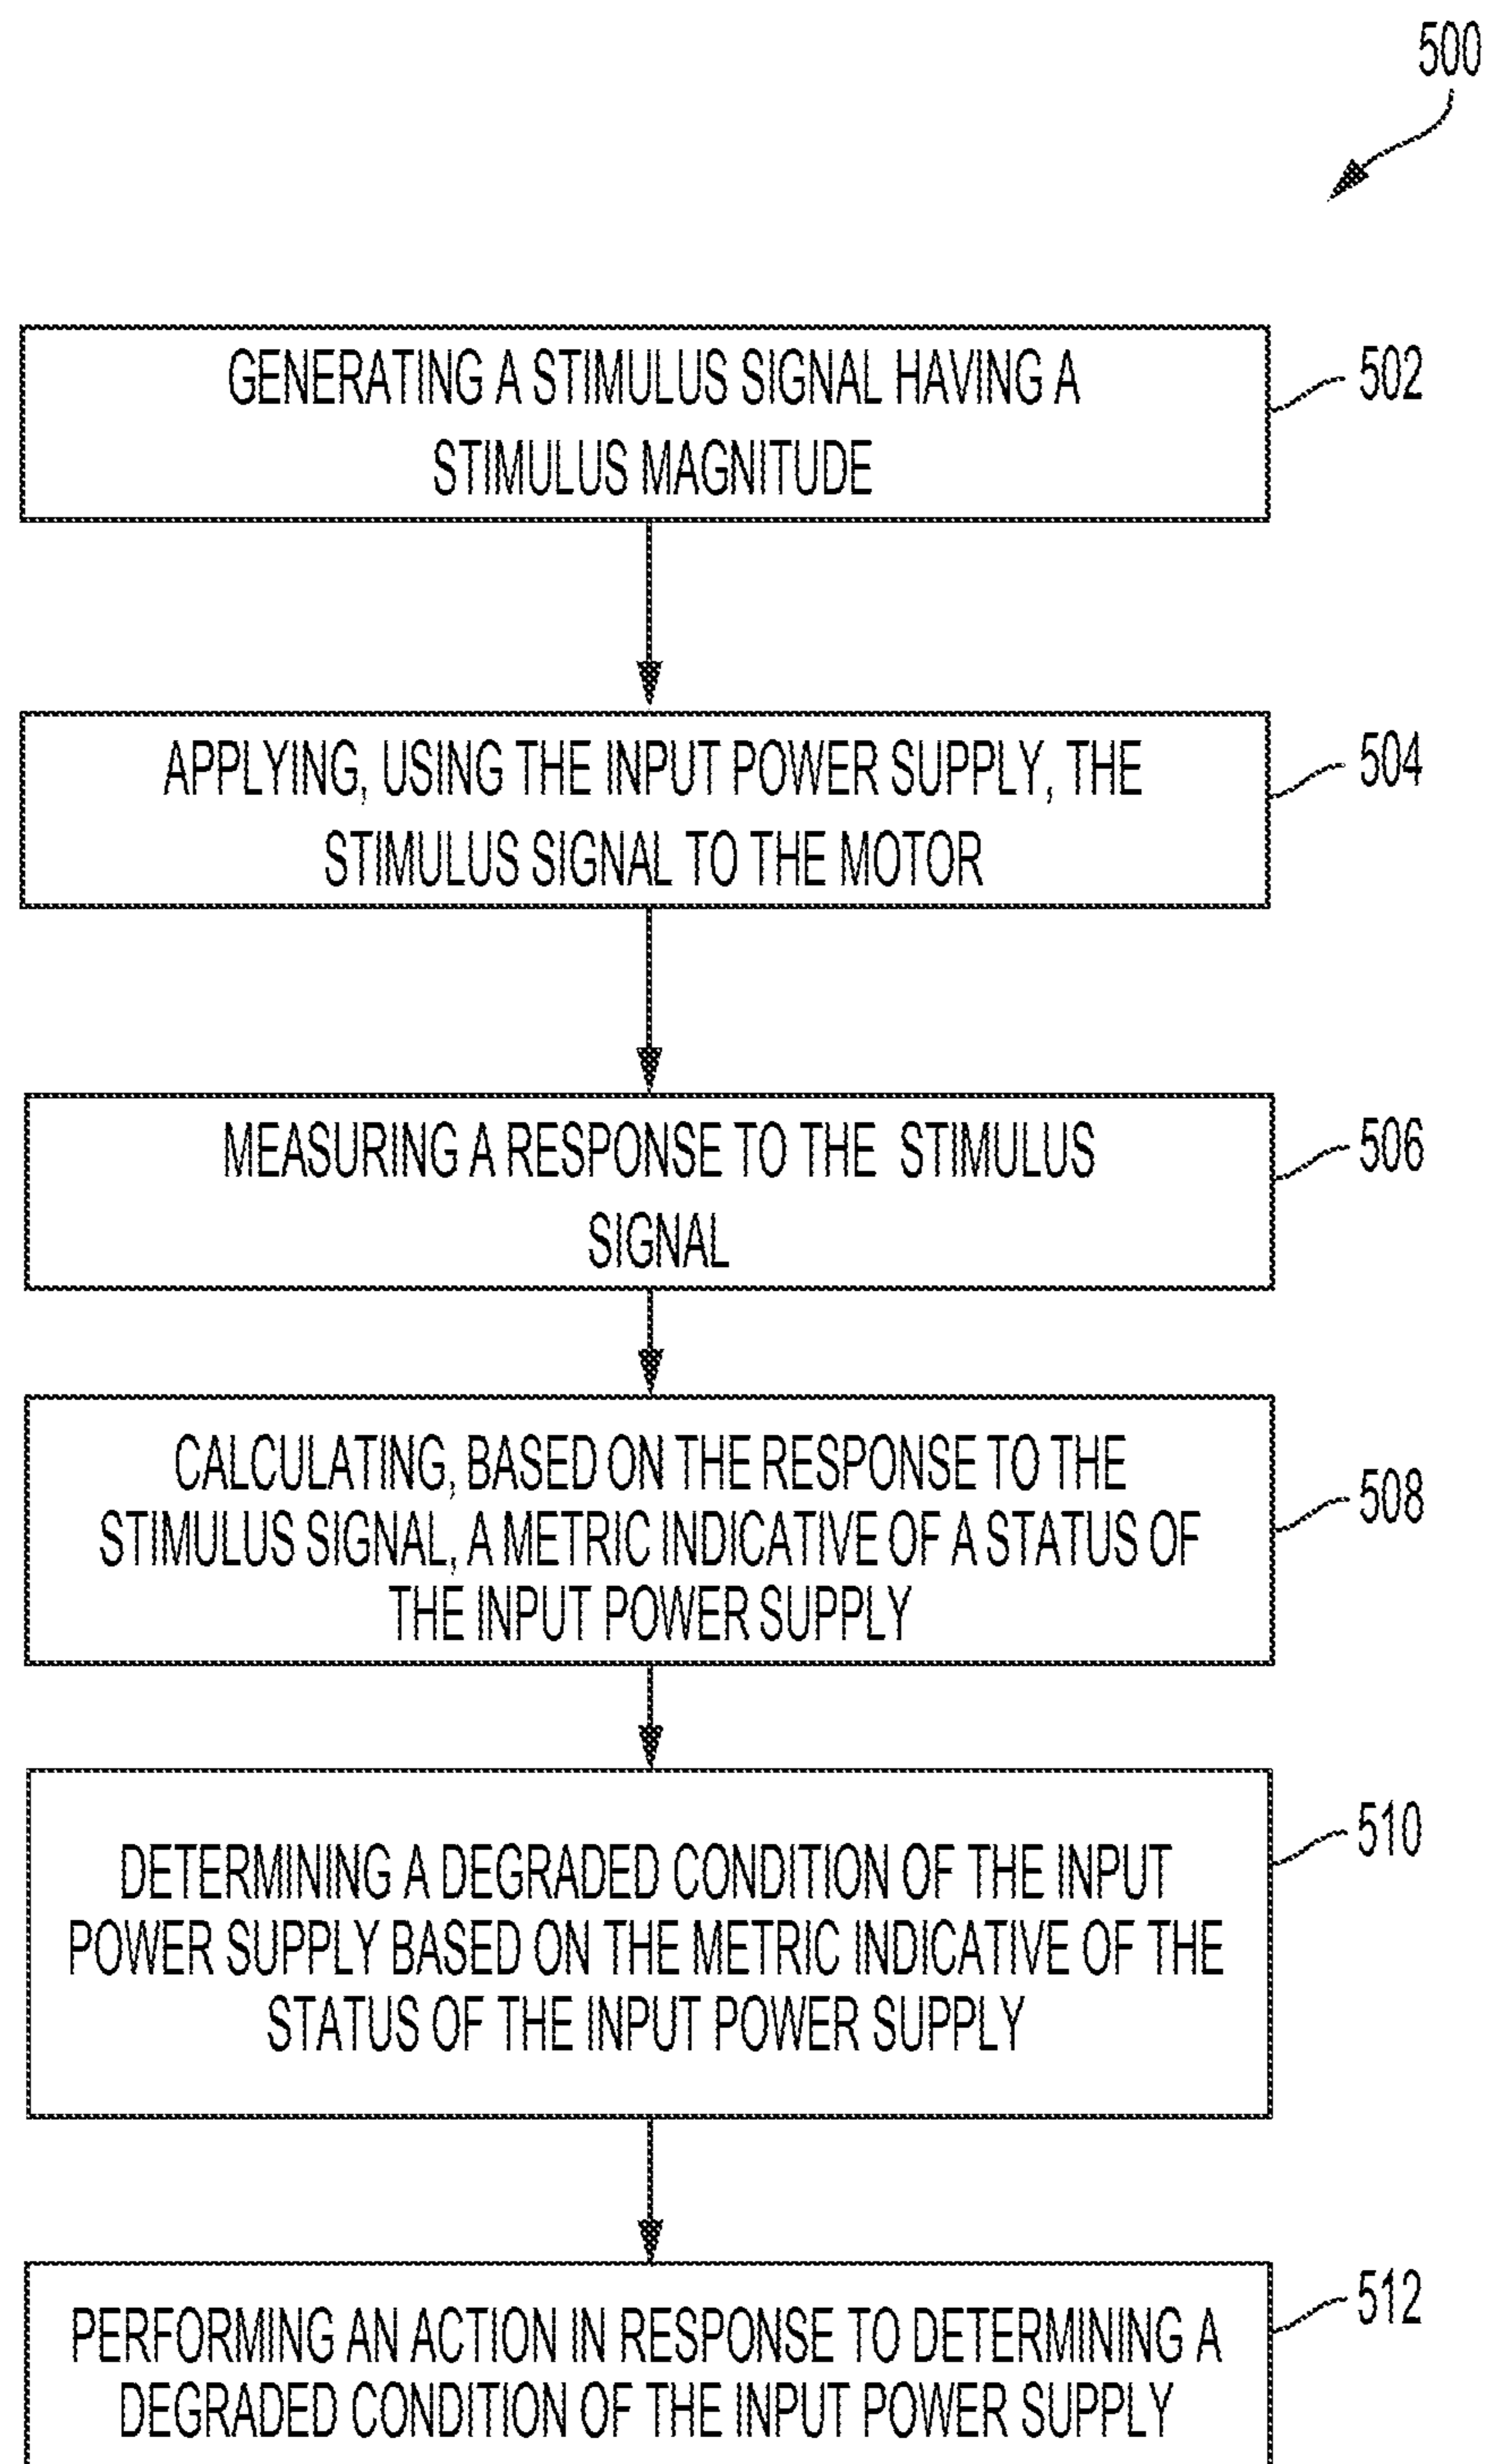 500
GENERATING A STIMULUS SIGNAL HAVING A
STIMULUS MAGNITUDE
502
APPLYING, USING THE INPUT POWER SUPPLY, THE
STIMULUS SIGNAL TO THE MOTOR
504
MEASURING A RESPONSE TO THE STIMULUS
SIGNAL
506
CALCULATING, BASED ON THE RESPONSE TO THE
STIMULUS SIGNAL, A METRIC INDICATIVE OF A STATUS OF
THE INPUT POWER SUPPLY
508
DETERMINING A DEGRADED CONDITION OF THE INPUT
POWER SUPPLY BASED ON THE METRIC INDICATIVE OF THE
STATUS OF THE INPUT POWER SUPPLY
510
PERFORMING AN ACTION IN RESPONSE TO DETERMINING A
DEGRADED CONDITION OF THE INPUT POWER SUPPLY
512